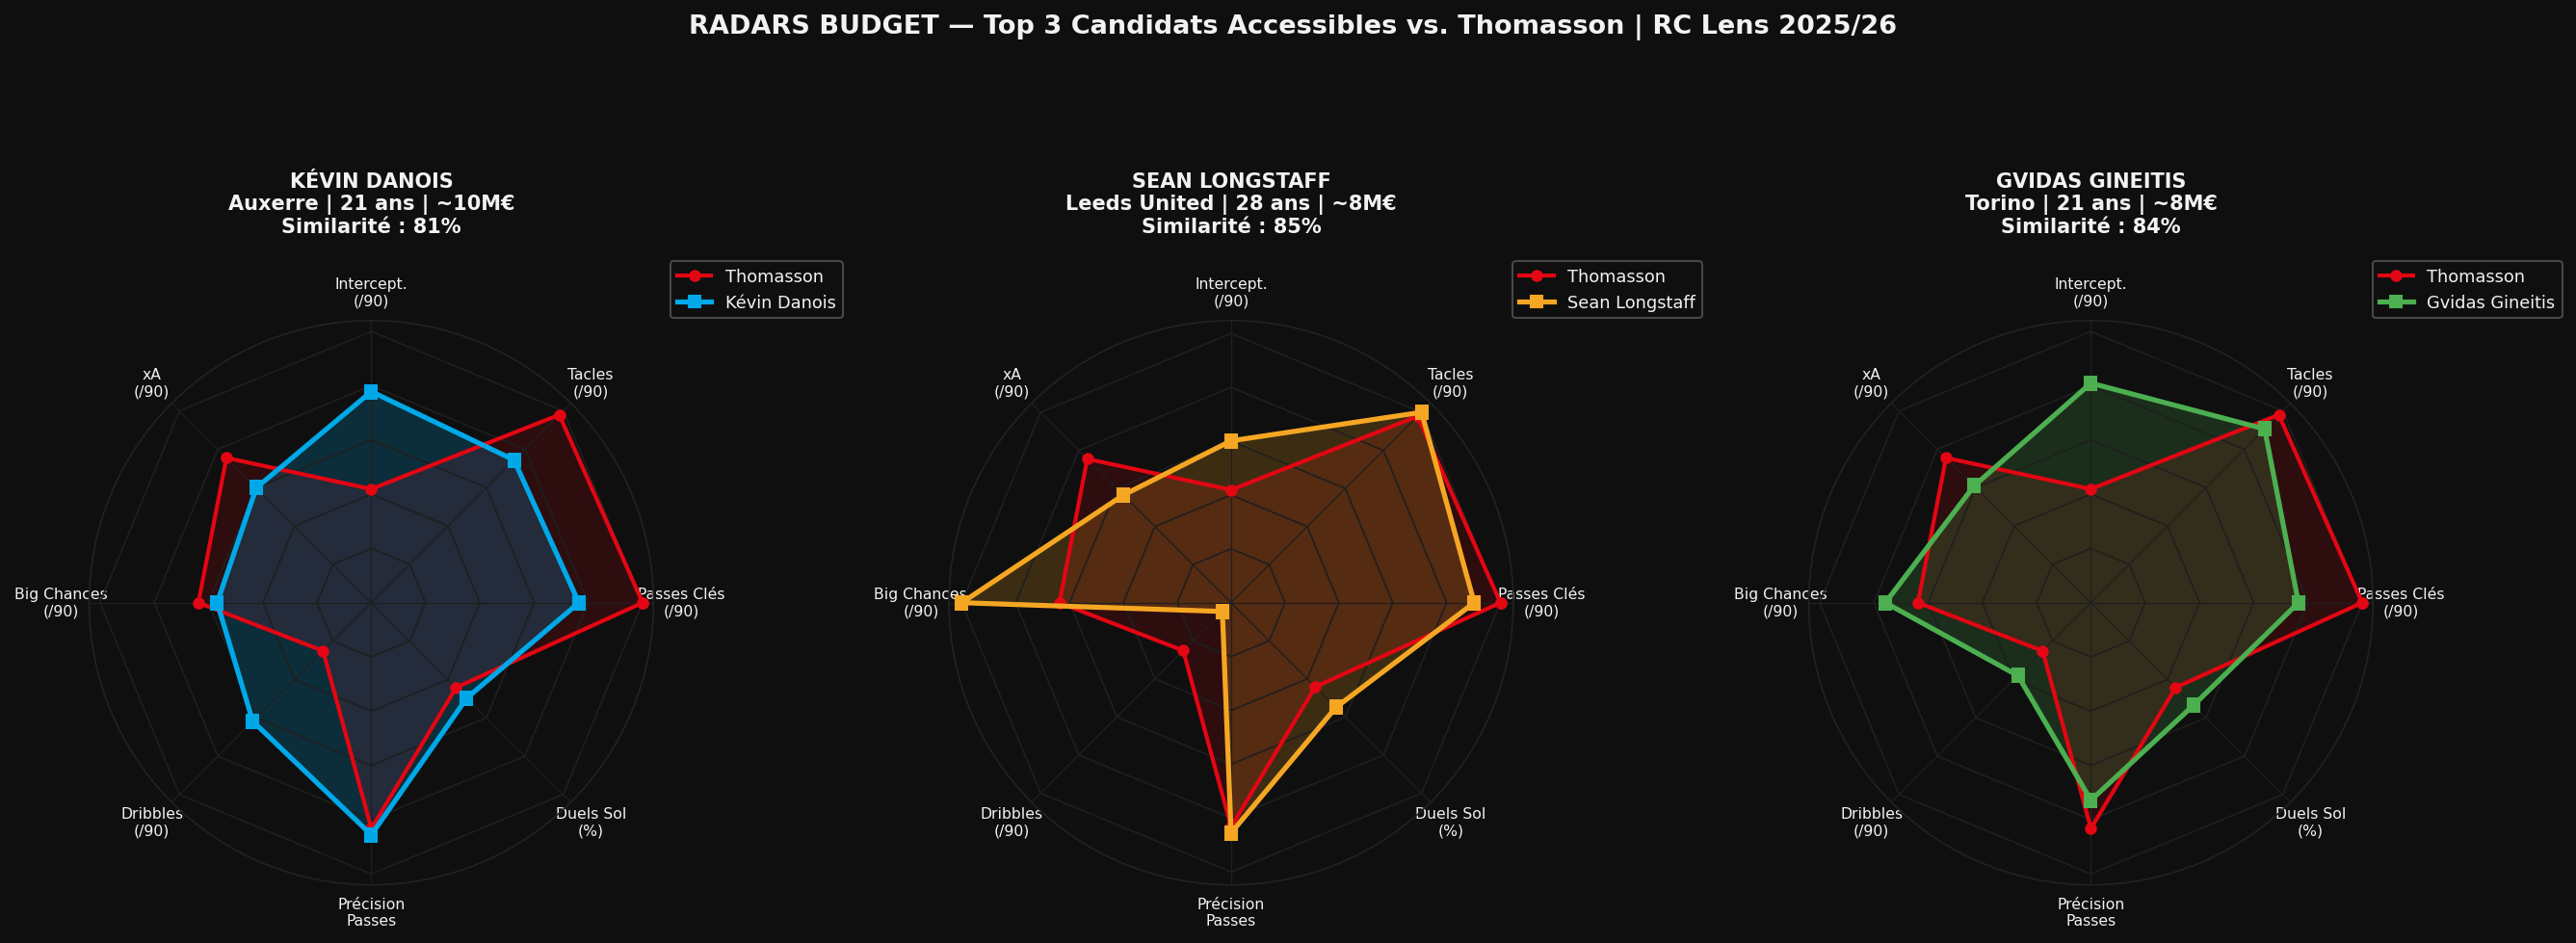 RADARS BUDGET — Top 3 Candidats Accessibles vs. Thomasson | RC Lens 2025/26
KÉVIN DANOIS
Auxerre | 21 ans | ~10M€
Similarité : 81%
Thomasson
Kévin Danois
Intercept.
(/90)
Tacles
(/90)
xA
(/90)
Big Chances
(/90)
Passes Clés
(/90)
Dribbles
(/90)
Duels Sol
(%)
Précision
Passes
SEAN LONGSTAFF
Leeds United | 28 ans | ~8M€
Similarité : 85%
Thomasson
Sean Longstaff
Intercept.
(/90)
Tacles
(/90)
xA
(/90)
Big Chances
(/90)
Passes Clés
(/90)
Dribbles
(/90)
Duels Sol
(%)
Précision
Passes
GVIDAS GINEITIS
Torino | 21 ans | ~8M€
Similarité : 84%
Thomasson
Gvidas Gineitis
Intercept.
(/90)
Tacles
(/90)
xA
(/90)
Big Chances
(/90)
Passes Clés
(/90)
Dribbles
(/90)
Duels Sol
(%)
Précision
Passes